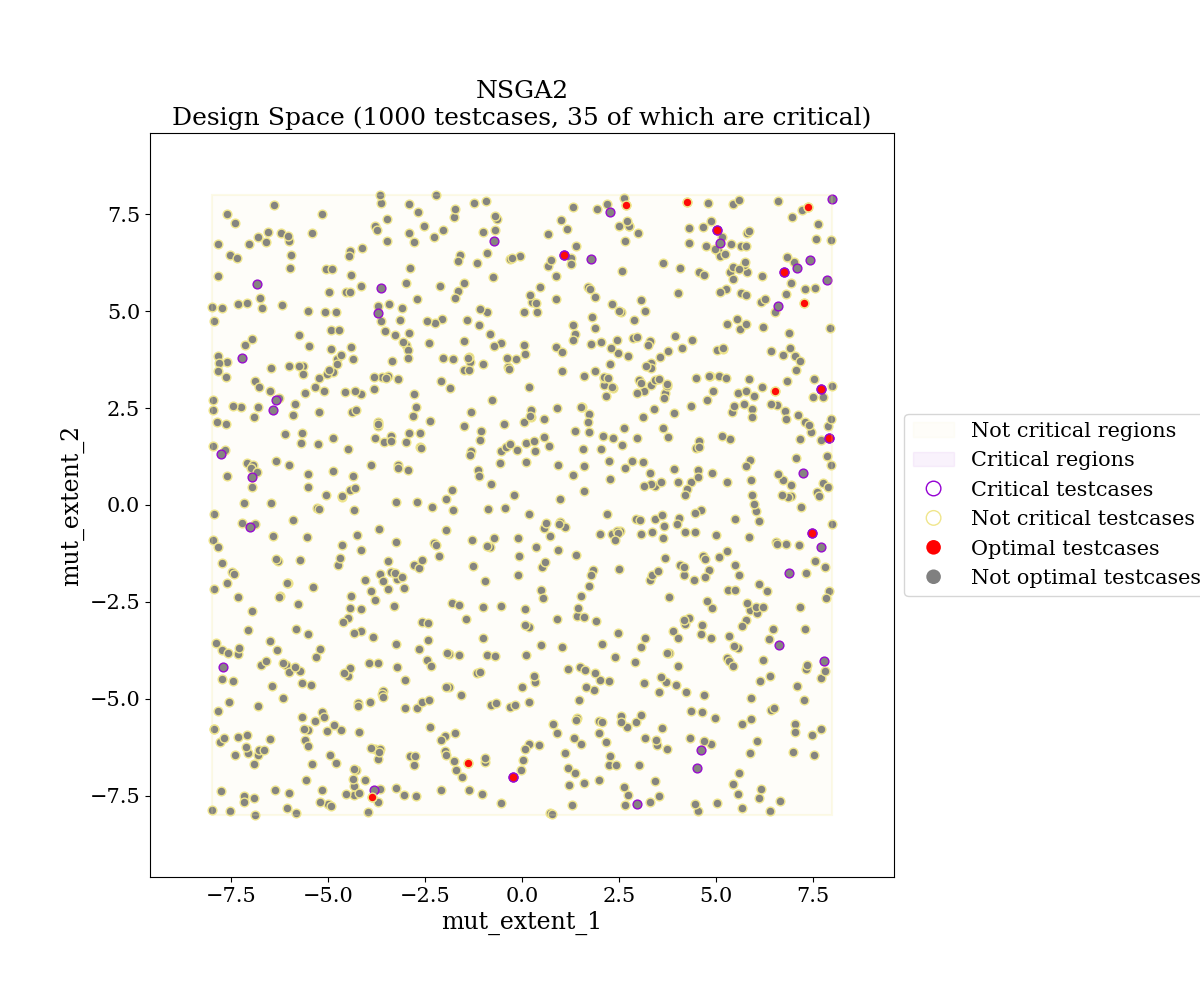 NSGA2
Design Space (1000 testcases, 35 of which are critical)
7.5
5.0
2.5
0.0
−2.5
−5.0
−7.5
mut_extent_2
−7.5
−5.0
−2.5
0.0
2.5
5.0
7.5
mut_extent_1
Not critical regions
Critical regions
Critical testcases
Not critical testcases
Optimal testcases
Not optimal testcases